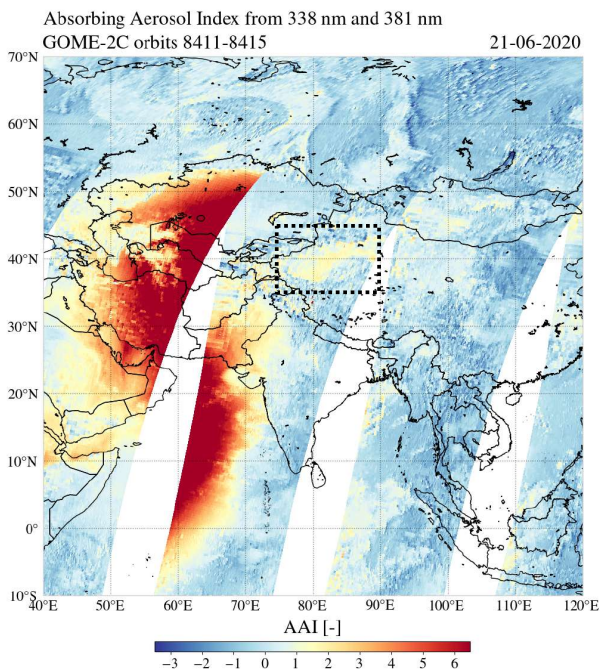 Absorbing Aerosol Index from 338 nm and 381 nm
GOME-2C orbits 8411-8415 21-06-2020
70°N
60°N
50°N
40°N
30°N
20°N
10°N
0°
10°S
40°E 50°E 60°E 70°E 80°E 90°E 100°E 110°E 120°E
AAI [-]
−3 −2 −1 0 1 2 3 4 5 6